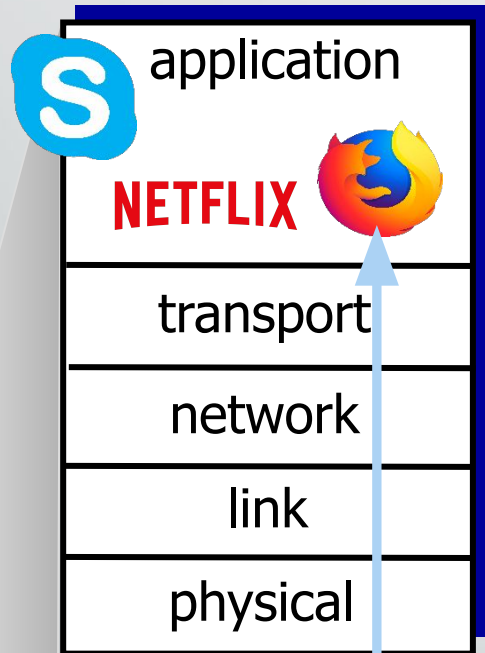 application
S
NETFLIX
transport
network
link
physical